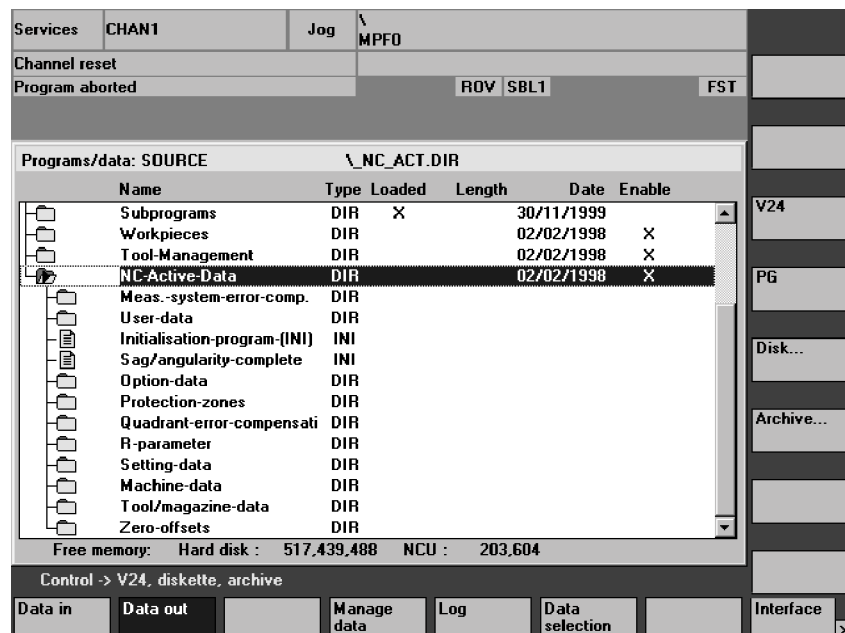 Services CHAN1 Jog \
MPF0
Channel reset
Program aborted ROV SBL1 FST
Programs/data: SOURCE \_NC_ACT.DIR
Name Type Loaded Length Date Enable
Subprograms DIR X 30/11/1999
Workpieces DIR 02/02/1998 X
Tool-Management DIR 02/02/1998 X
NC-Active-Data DIR 02/02/1998 X
Meas.-system-error-comp. DIR
User-data DIR
Initialisation-program-(INI) INI
Sag/angularity-complete INI
Option-data DIR
Protection-zones DIR
Quadrant-error-compensati DIR
R-parameter DIR
Setting-data DIR
Machine-data DIR
Tool/magazine-data DIR
Zero-offsets DIR
Free memory: Hard disk : 517,439,488 NCU : 203,604
Control -> V24, diskette, archive
V24
PG
Disk...
Archive...
Data in Data out Manage data Log Data selection Interface >